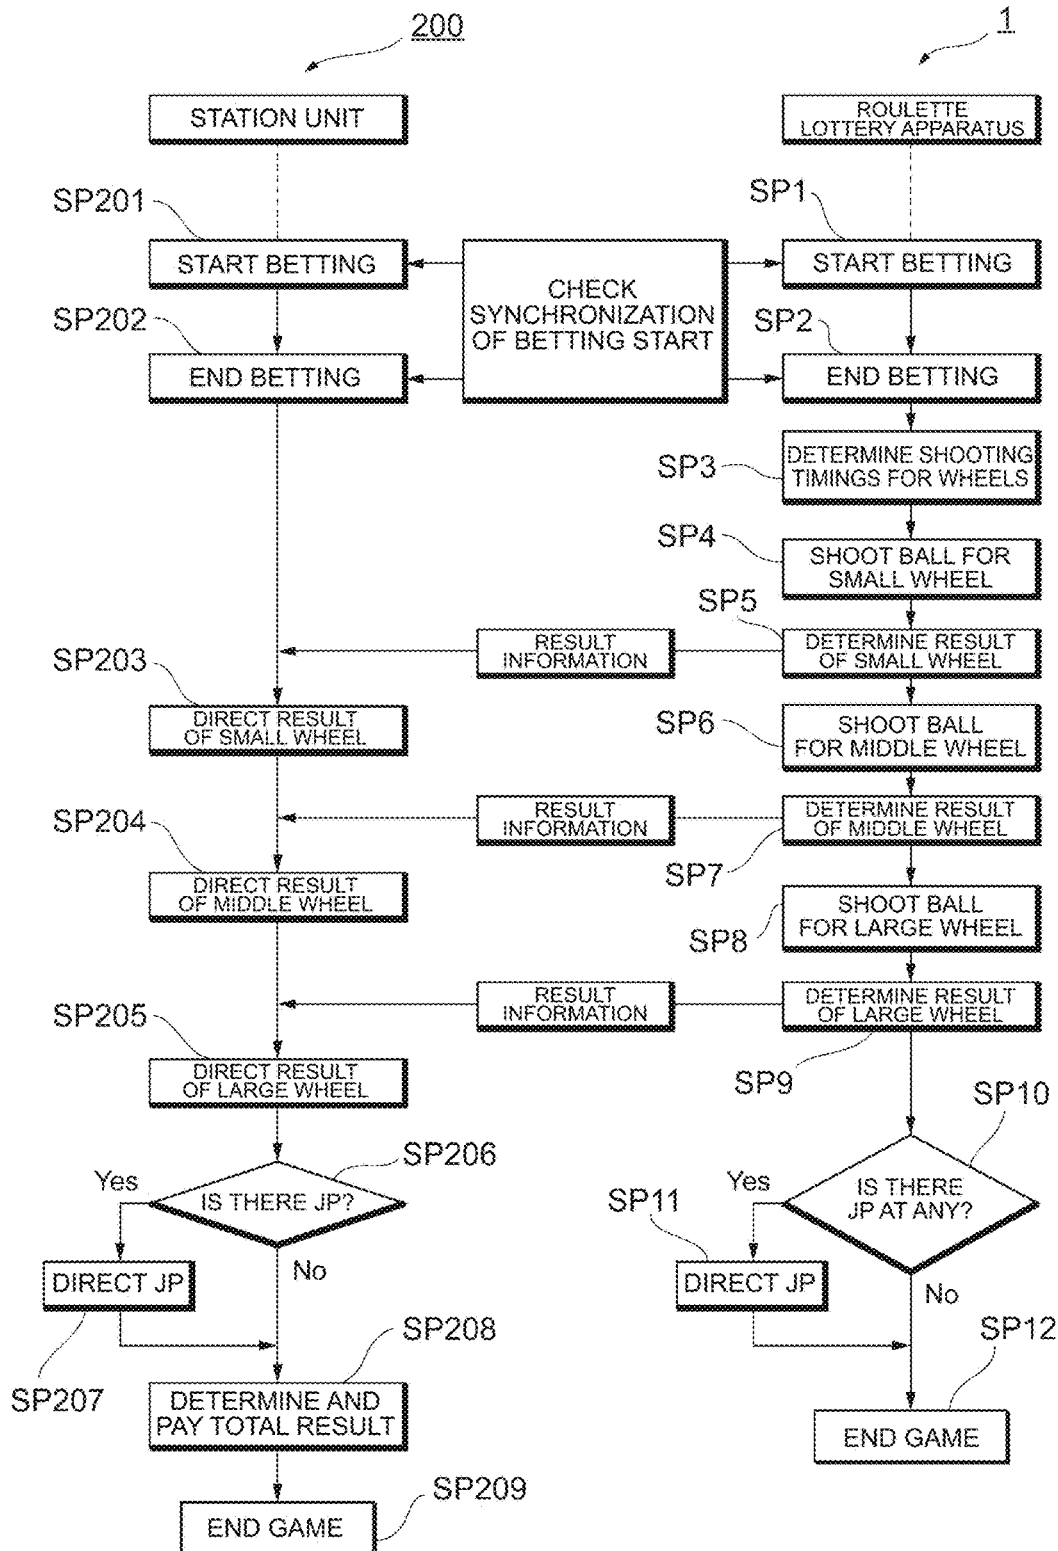 200
1
STATION UNIT
ROULETTE
LOTTERY APPARATUS
SP201
SP1
START BETTING
CHECK
SYNCHRONIZATION
OF BETTING START
START BETTING
SP202
SP2
END BETTING
END BETTING
SP3
DETERMINE SHOOTING
TIMINGS FOR WHEELS
SP4
SHOOT BALL FOR
SMALL WHEEL
SP5
RESULT
INFORMATION
DETERMINE RESULT
OF SMALL WHEEL
SP203
DIRECT RESULT
OF SMALL WHEEL
SP6
SHOOT BALL
FOR MIDDLE WHEEL
SP204
RESULT
INFORMATION
DETERMINE RESULT
OF MIDDLE WHEEL
SP7
DIRECT RESULT
OF MIDDLE WHEEL
SP8
SHOOT BALL
FOR LARGE WHEEL
SP205
RESULT
INFORMATION
DETERMINE RESULT
OF LARGE WHEEL
SP9
DIRECT RESULT
OF LARGE WHEEL
SP10
SP206
Yes
IS THERE JP?
No
Yes
IS THERE
JP AT ANY?
SP11
No
DIRECT JP
SP207
DIRECT JP
SP12
SP208
DETERMINE AND
PAY TOTAL RESULT
END GAME
SP209
END GAME